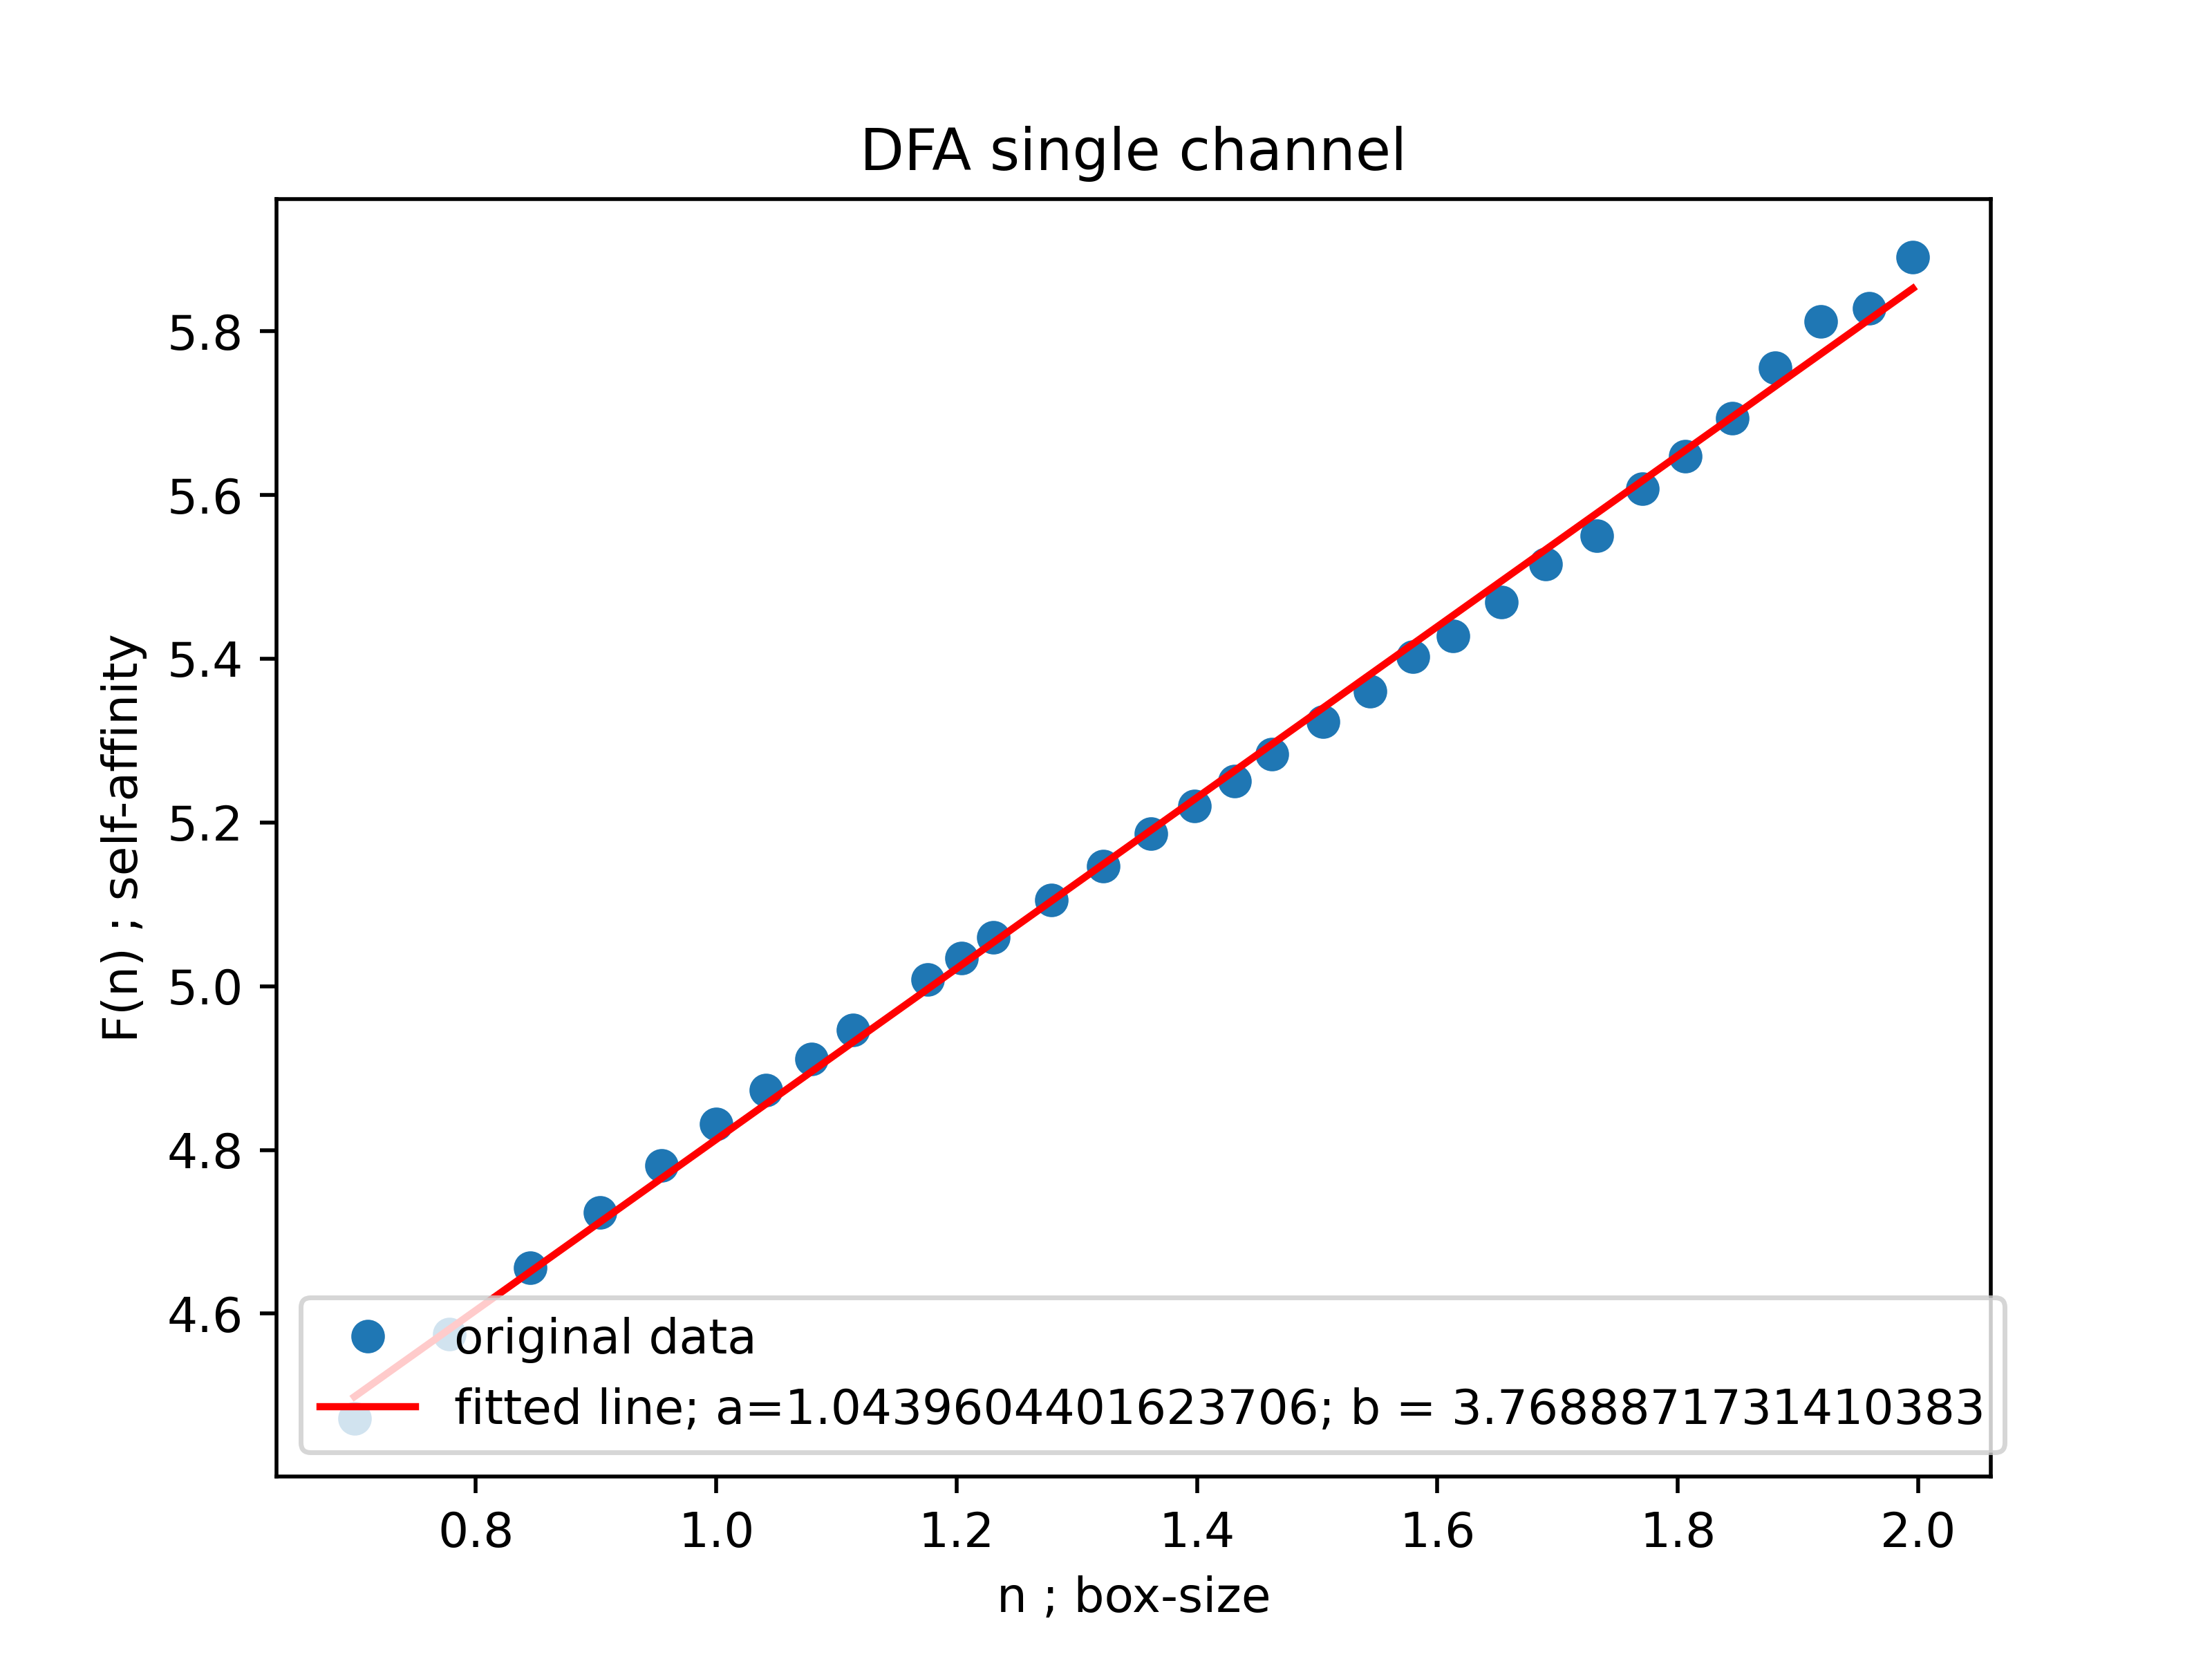 DFA single channel
F(n) ; self-affinity
5.8
5.6
5.4
5.2
5.0
4.8
4.6
original data
fitted line; a=1.0439604401623706; b = 3.7688871731410383
0.8 1.0 1.2 1.4 1.6 1.8 2.0
n ; box-size